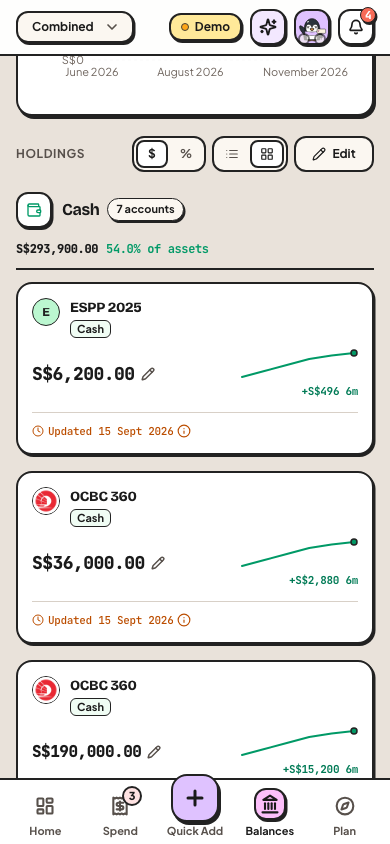 Combined
Demo
4
S$0
June 2026 August 2026 November 2026
HOLDINGS
$ %
Edit
Cash
7 accounts
S$293,900.00 54.0% of assets
E
ESPP 2025
Cash
S$6,200.00
+S$496 6m
Updated 15 Sept 2026
OCBC 360
Cash
S$36,000.00
+S$2,880 6m
Updated 15 Sept 2026
OCBC 360
Cash
S$190,000.00
+S$15,200 6m
3
Home Spend Quick Add Balances Plan